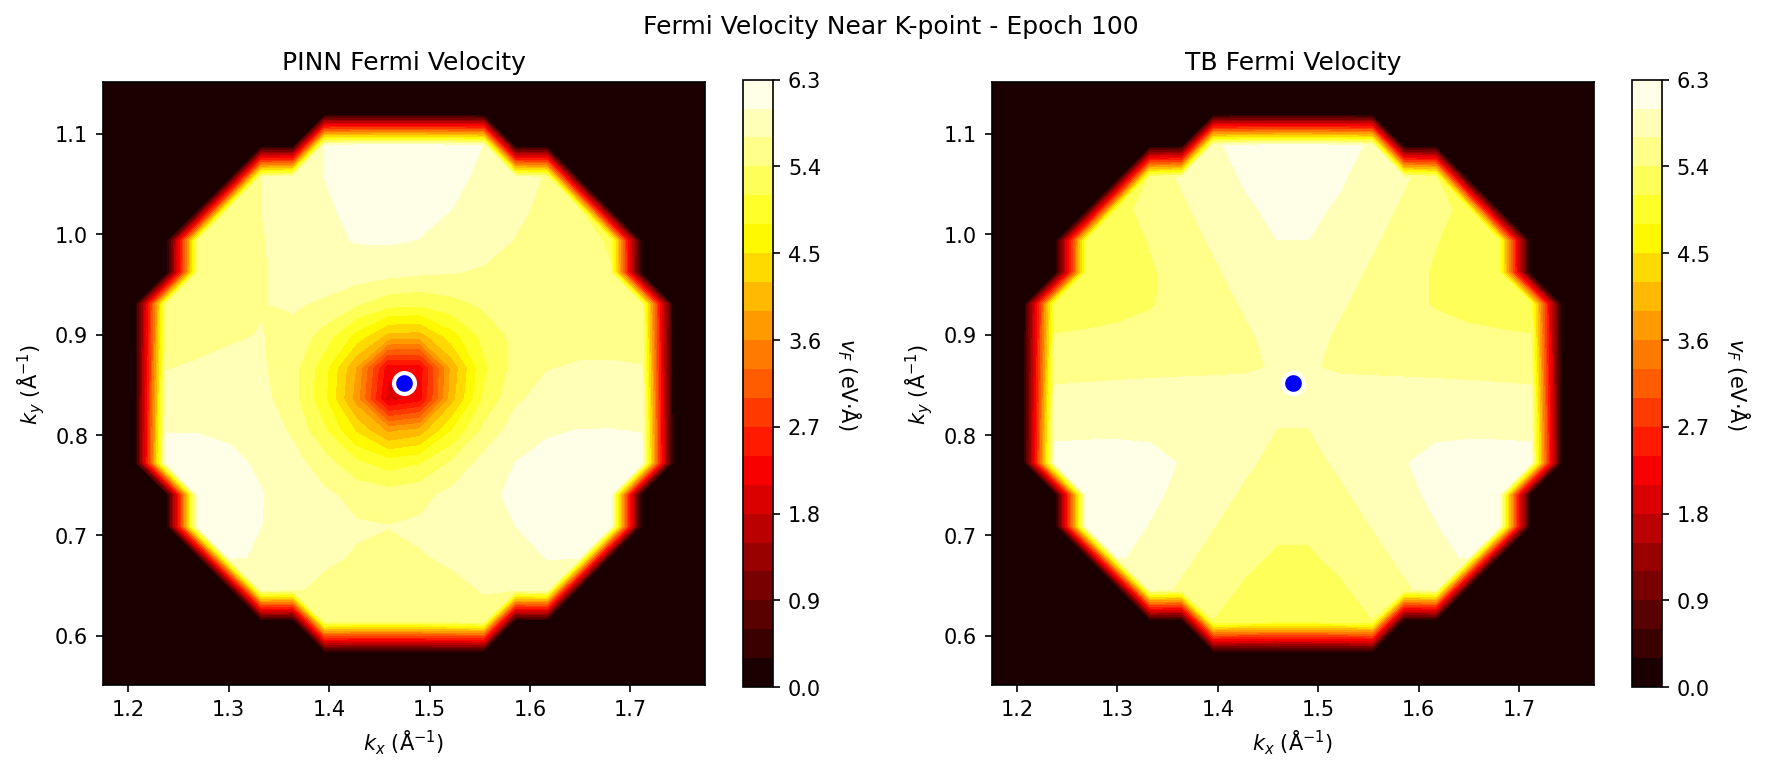 Fermi Velocity Near K-point - Epoch 100
PINN Fermi Velocity
1.1
1.0
0.9
0.8
0.7
0.6
k_y (Å⁻¹)
1.2 1.3 1.4 1.5 1.6 1.7
k_x (Å⁻¹)
6.3
5.4
4.5
3.6
2.7
1.8
0.9
0.0
v_F (eV·Å)
TB Fermi Velocity
1.1
1.0
0.9
0.8
0.7
0.6
k_y (Å⁻¹)
1.2 1.3 1.4 1.5 1.6 1.7
k_x (Å⁻¹)
6.3
5.4
4.5
3.6
2.7
1.8
0.9
0.0
v_F (eV·Å)